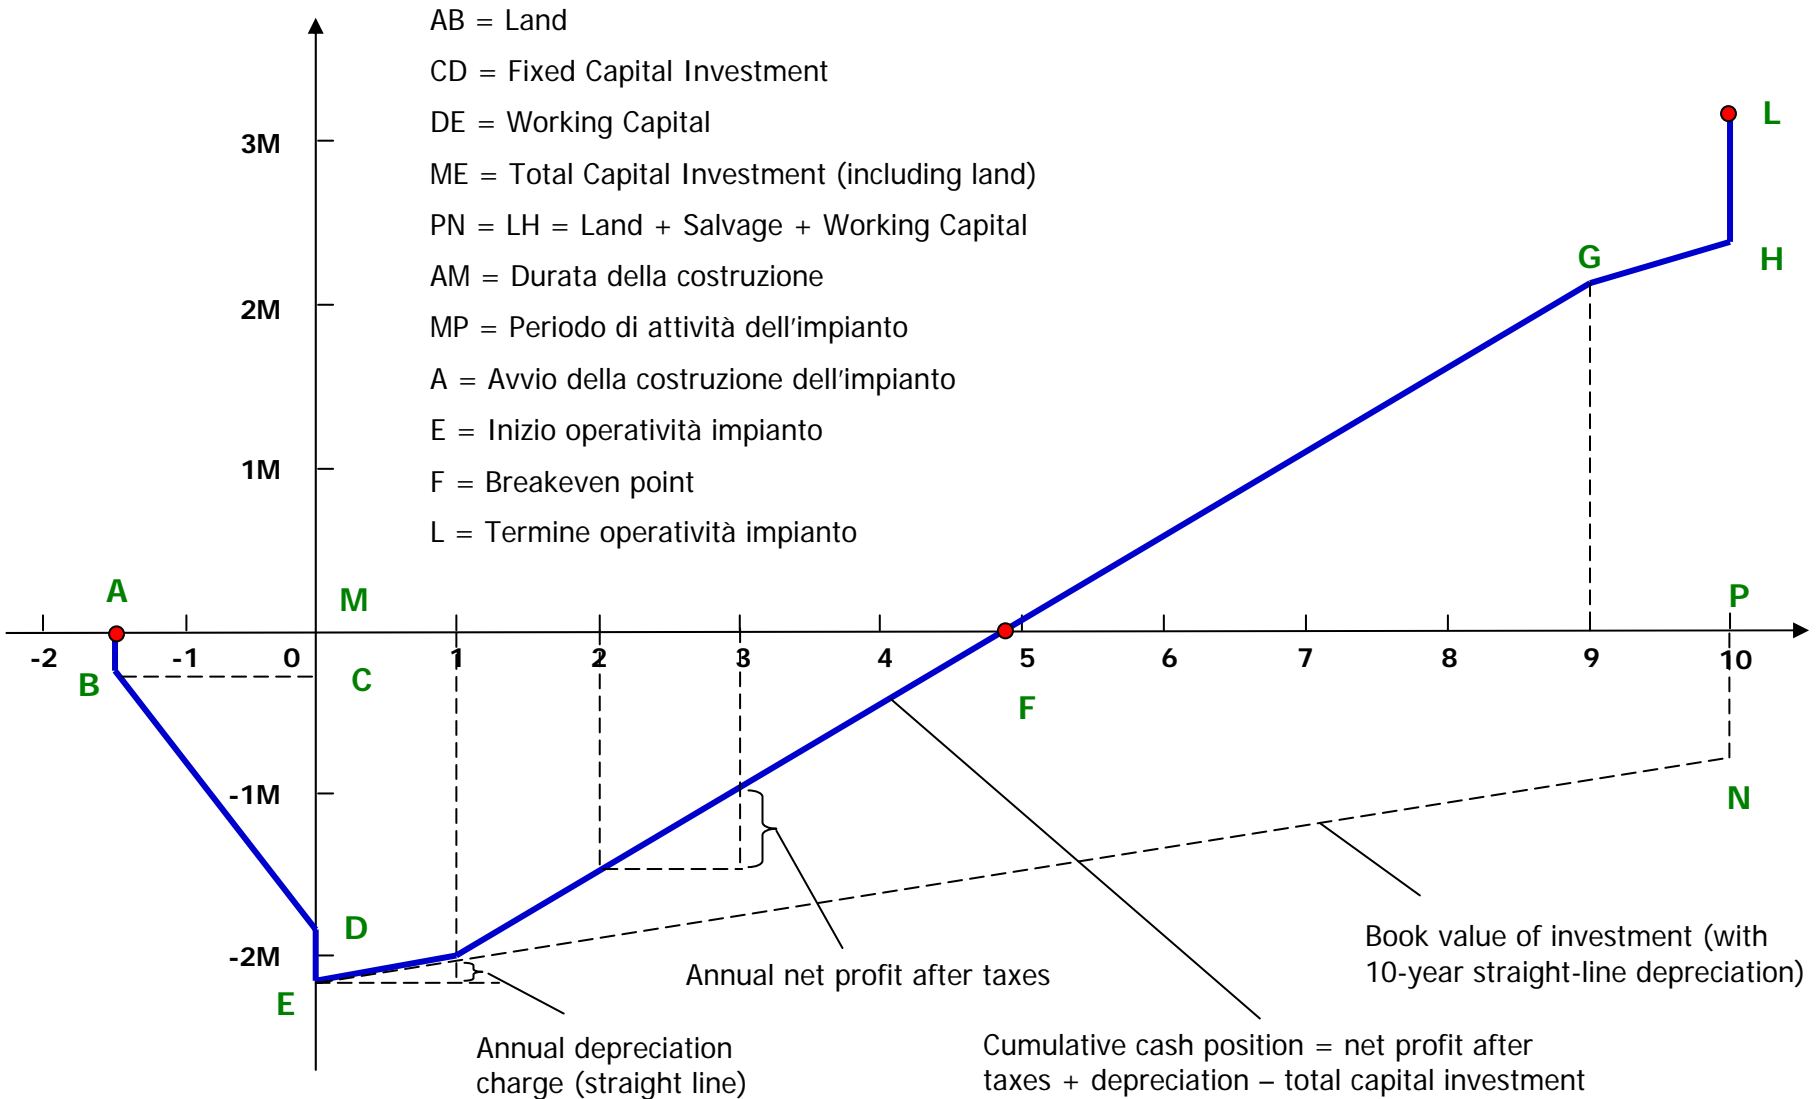 AB = Land
CD = Fixed Capital Investment
DE = Working Capital
ME = Total Capital Investment (including land)
PN = LH = Land + Salvage + Working Capital
AM = Durata della costruzione
MP = Periodo di attività dell'impianto
A = Avvio della costruzione dell'impianto
E = Inizio operatività impianto
F = Breakeven point
L = Termine operatività impianto
3M
2M
1M
-1M
-2M
L
H
G
A
M
P
-2
-1
0
1
2
3
4
5
6
7
8
9
10
B
C
F
N
D
E
Annual net profit after taxes
Book value of investment (with
10-year straight-line depreciation)
Annual depreciation
charge (straight line)
Cumulative cash position = net profit after
taxes + depreciation – total capital investment